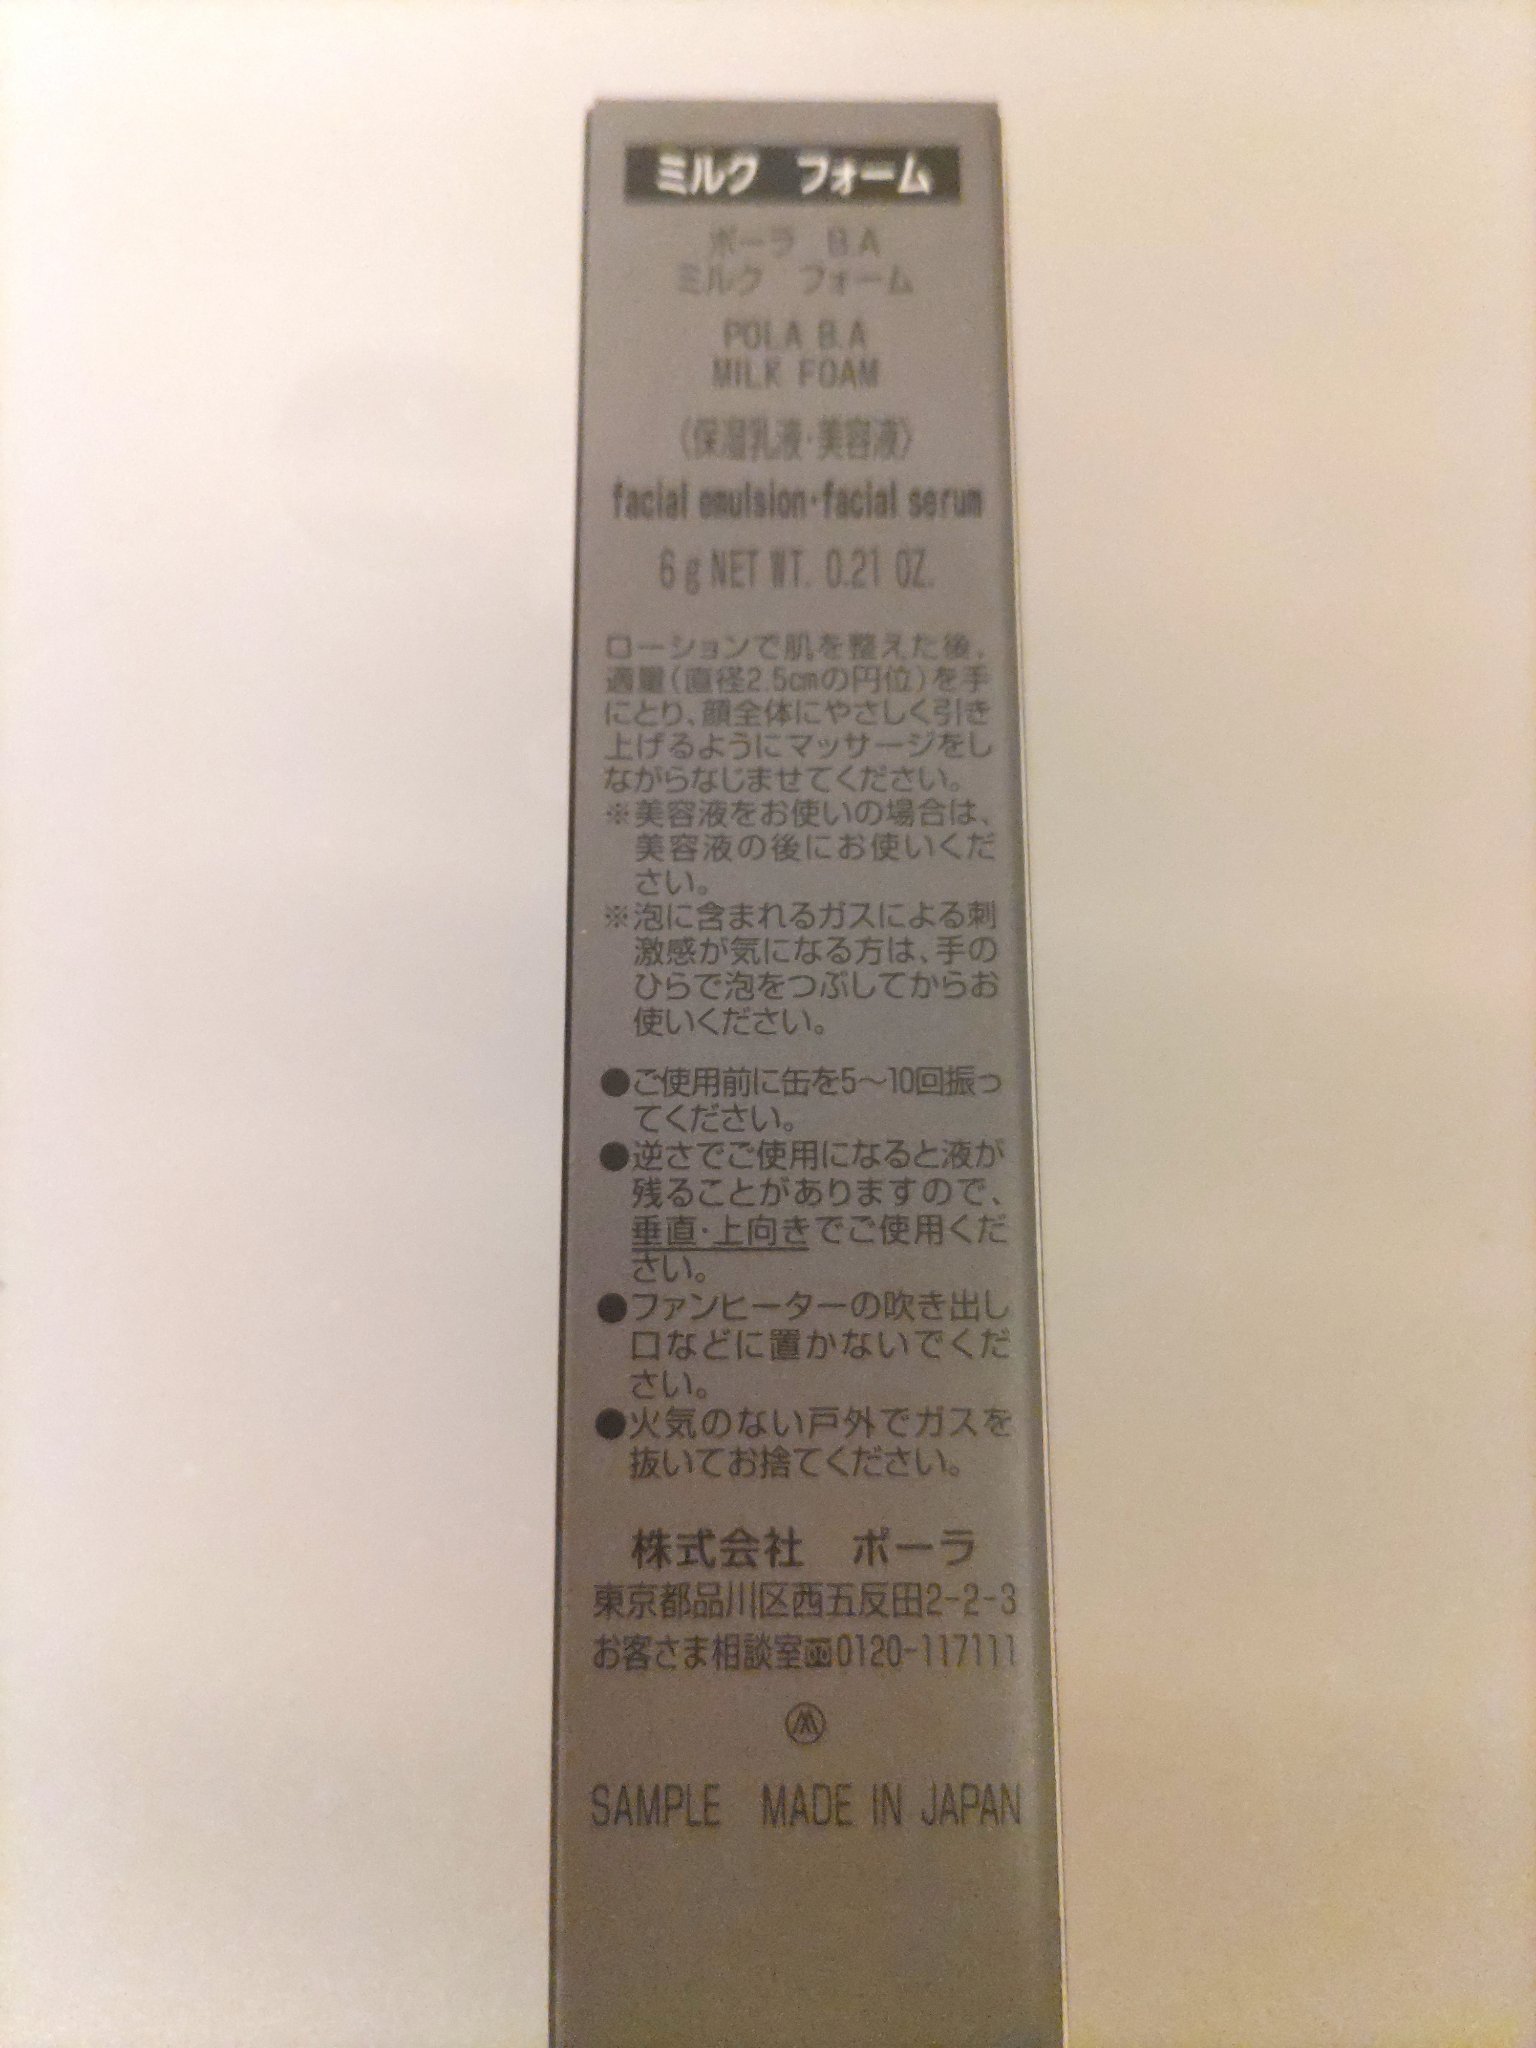 ミルク フォーム
ポーラ B.A
ミルク フォーム
POLA B.A
MILK FOAM
〈保湿乳液・美容液〉
facial emulsion・facial serum
6g NET WT. 0.21 OZ.
ローションで肌を整えた後、
適量(直径2.5cmの円位)を手
にとり、顔全体にやさしく引き
上げるようにマッサージをし
ながらなじませてください。
※美容液をお使いの場合は、
美容液の後にお使いくだ
さい。
※泡に含まれるガスによる刺
激感が気になる方は、手の
ひらで泡をつぶしてからお
使いください。
●ご使用前に缶を5〜10回振っ
てください。
●逆さでご使用になると液が
残ることがありますので、
垂直・上向きでご使用くだ
さい。
●ファンヒーターの吹き出し
口などに置かないでくだ
さい。
●火気のない戸外でガスを
抜いてお捨てください。
株式会社 ポーラ
東京都品川区西五反田2-2-3
お客さま相談室0120-117111
SAMPLE MADE IN JAPAN